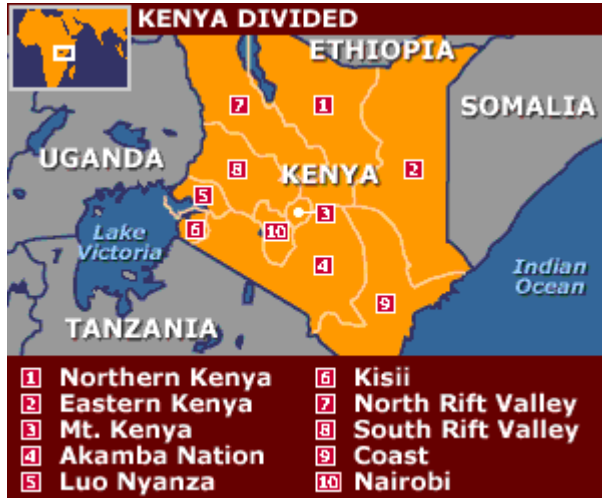 KENYA DIVIDED
ETHIOPIA
SOMALIA
UGANDA
KENYA
7
1
8
2
5
3
6
10
Lake
Victoria
4
Indian
Ocean
9
TANZANIA
1 Northern Kenya
2 Eastern Kenya
3 Mt. Kenya
4 Akamba Nation
5 Luo Nyanza
6 Kisii
7 North Rift Valley
8 South Rift Valley
9 Coast
10 Nairobi